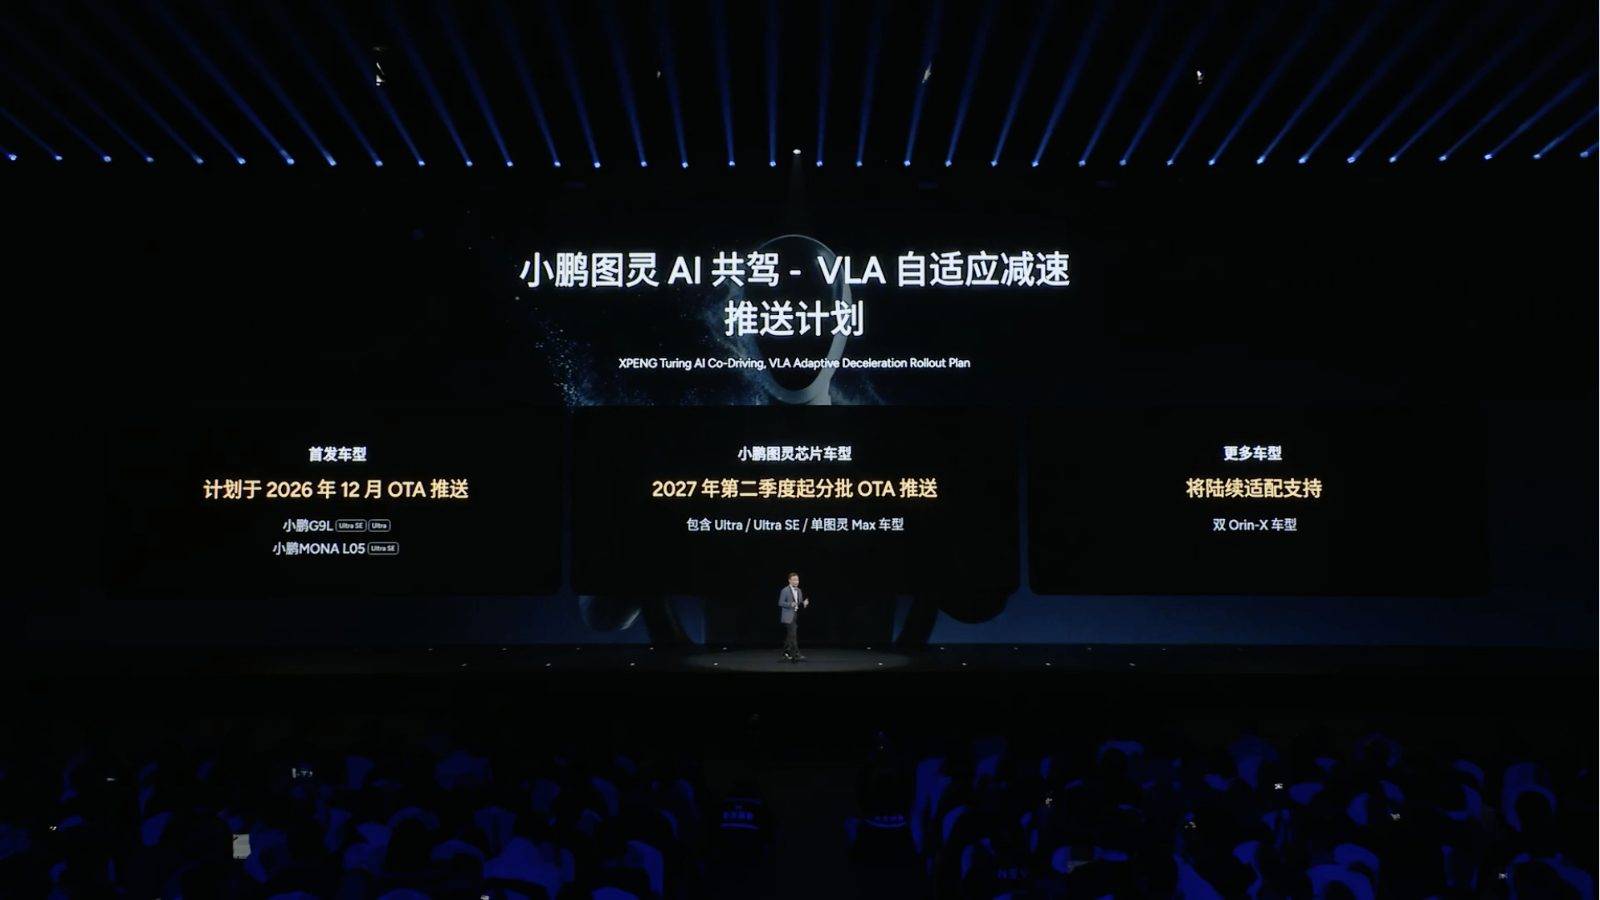 小鹏图灵 AI 共驾 - VLA 自适应减速
推送计划
XPENG Turing AI Co-Driving, VLA Adaptive Deceleration Rollout Plan
首发车型
计划于 2026 年 12 月 OTA 推送
小鹏G9L Ultra SE Ultra
小鹏MONA L05 Ultra SE
小鹏图灵芯片车型
2027 年第二季度起分批 OTA 推送
包含 Ultra / Ultra SE / 单图灵 Max 车型
更多车型
将陆续适配支持
双 Orin-X 车型